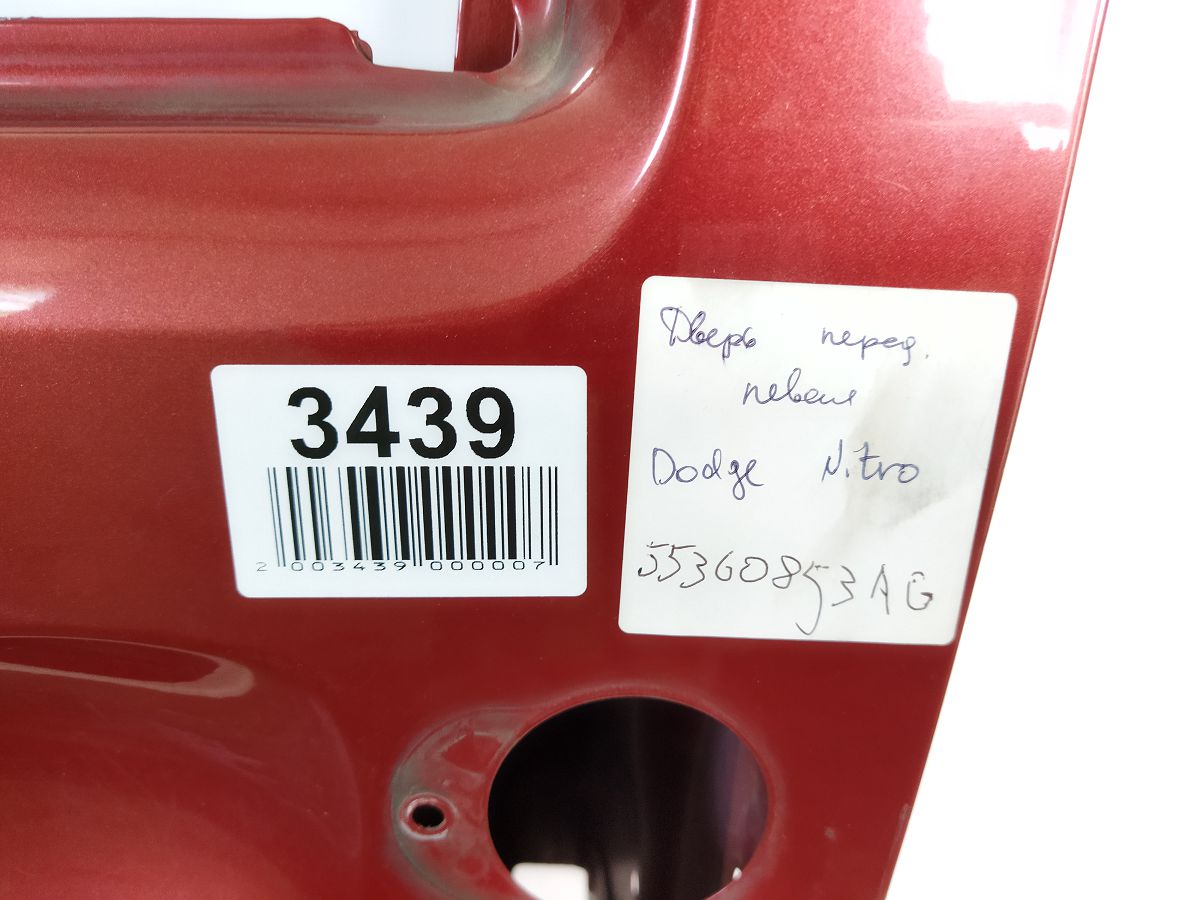 3439
2 003439 000007
Дверь перед.
левая
Dodge Nitro
55360853AG